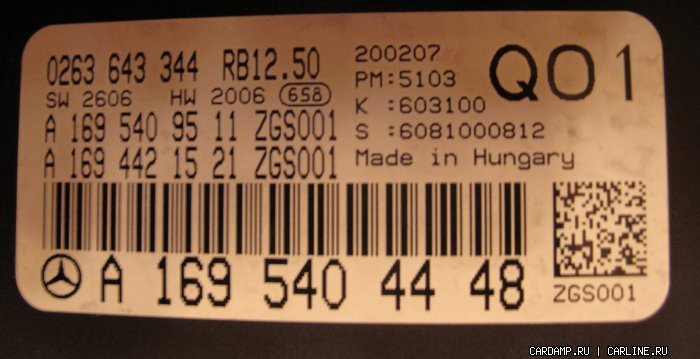 0263 643 344 RB12.50
SW 2606 HW 2006 658
A 169 540 95 11 ZGS001
A 169 442 15 21 ZGS001
200207
PM:5103
K :603100
S :6081000812
Made in Hungary
Q01
A 169 540 44 48
ZGS001
CARDAMP.RU | CARLINE.RU